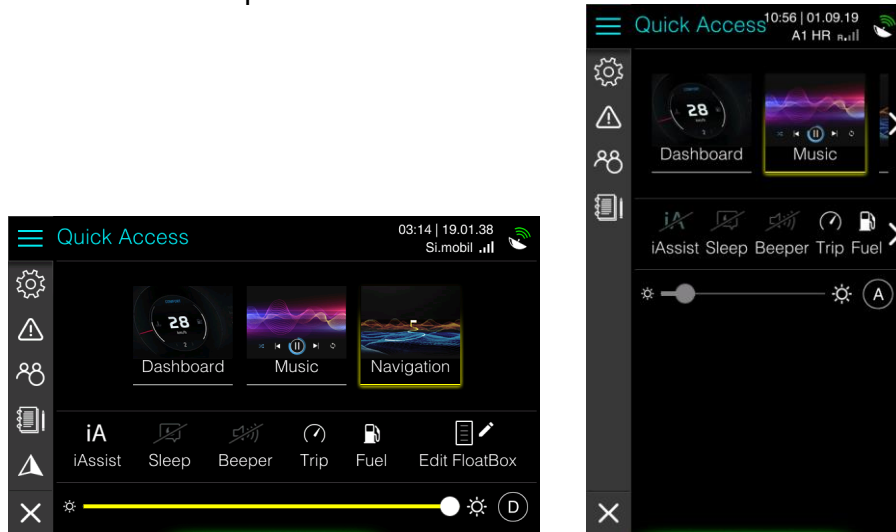 Quick Access
03:14 | 19.01.38
Si.mobil
28
Dashboard
Music
Navigation
iA
iAssist
Sleep
Beeper
Trip
Fuel
Edit FloatBox
D
Quick Access
10:56 | 01.09.19
A1 HR R
28
Dashboard
Music
iA
iAssist
Sleep
Beeper
Trip
Fuel
A